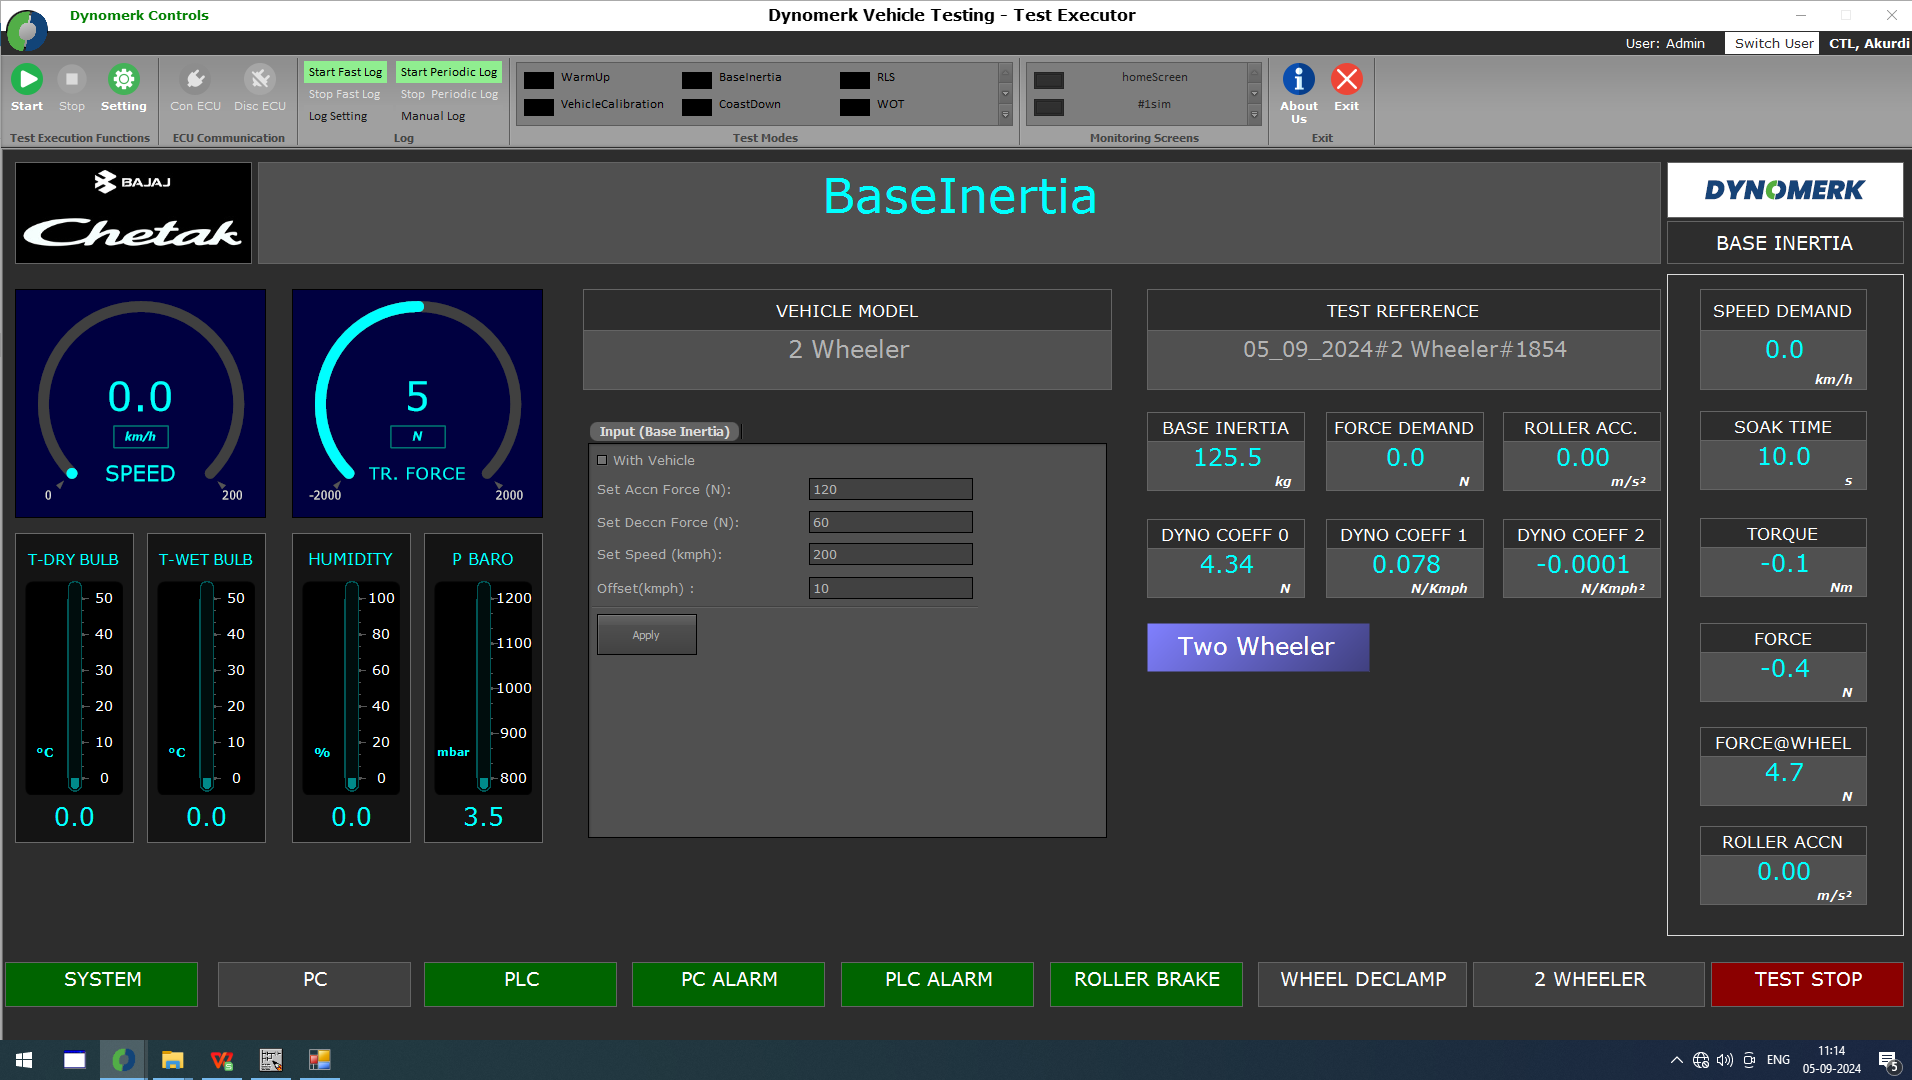 Dynomerk Controls
Dynomerk Vehicle Testing - Test Executor
User: Admin
Switch User
CTL, Akurdi
Start
Stop
Setting
Test Execution Functions
Con ECU
Disc ECU
ECU Communication
Start Fast Log
Start Periodic Log
Stop Fast Log
Stop Periodic Log
Log Setting
Manual Log
Log
WarmUp
BaseInertia
RLS
VehicleCalibration
CoastDown
WOT
Test Modes
homeScreen
#1sim
Monitoring Screens
About Us
Exit
Exit
BAJAJ
Chetak
BaseInertia
DYNOMERK
BASE INERTIA
0.0
km/h
SPEED
0
200
5
N
TR. FORCE
-2000
2000
VEHICLE MODEL
2 Wheeler
TEST REFERENCE
05_09_2024#2 Wheeler#1854
SPEED DEMAND
0.0
km/h
Input (Base Inertia)
With Vehicle
Set Accn Force (N):
120
Set Deccn Force (N):
60
Set Speed (kmph):
200
Offset(kmph) :
10
Apply
BASE INERTIA
125.5
kg
FORCE DEMAND
0.0
N
ROLLER ACC.
0.00
m/s²
SOAK TIME
10.0
s
DYNO COEFF 0
4.34
N
DYNO COEFF 1
0.078
N/Kmph
DYNO COEFF 2
-0.0001
N/Kmph²
TORQUE
-0.1
Nm
Two Wheeler
FORCE
-0.4
N
FORCE@WHEEL
4.7
N
ROLLER ACCN
0.00
m/s²
T-DRY BULB
50
40
30
20
10
0
°C
0.0
T-WET BULB
50
40
30
20
10
0
°C
0.0
HUMIDITY
100
80
60
40
20
0
%
0.0
P BARO
1200
1100
1000
900
800
mbar
3.5
SYSTEM
PC
PLC
PC ALARM
PLC ALARM
ROLLER BRAKE
WHEEL DECLAMP
2 WHEELER
TEST STOP
ENG
11:14
05-09-2024
5